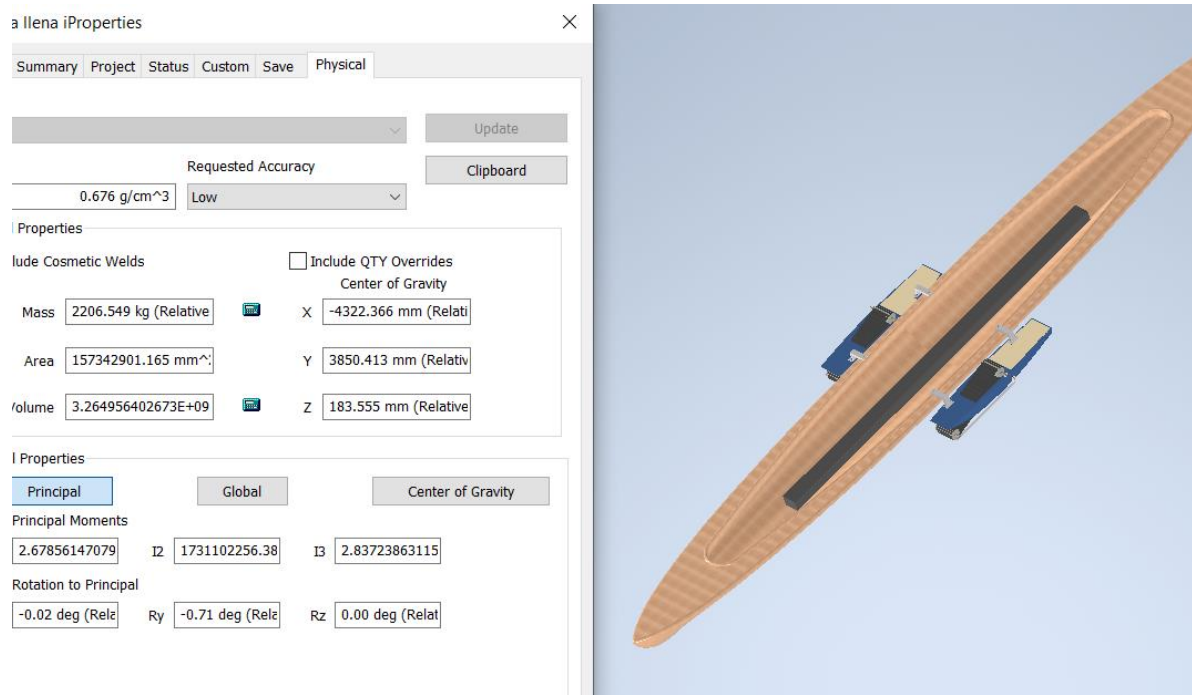 a llena iProperties
Summary Project Status Custom Save Physical
Update
Requested Accuracy
Clipboard
0.676 g/cm^3 Low
l Properties
lude Cosmetic Welds Include QTY Overrides
Center of Gravity
Mass 2206.549 kg (Relative X -4322.366 mm (Relati
Area 157342901.165 mm^2 Y 3850.413 mm (Relativ
Volume 3.264956402673E+09 Z 183.555 mm (Relative
l Properties
Principal Global Center of Gravity
Principal Moments
2.67856147079 I2 1731102256.38 I3 2.83723863115
Rotation to Principal
-0.02 deg (Rela Ry -0.71 deg (Rela Rz 0.00 deg (Relat